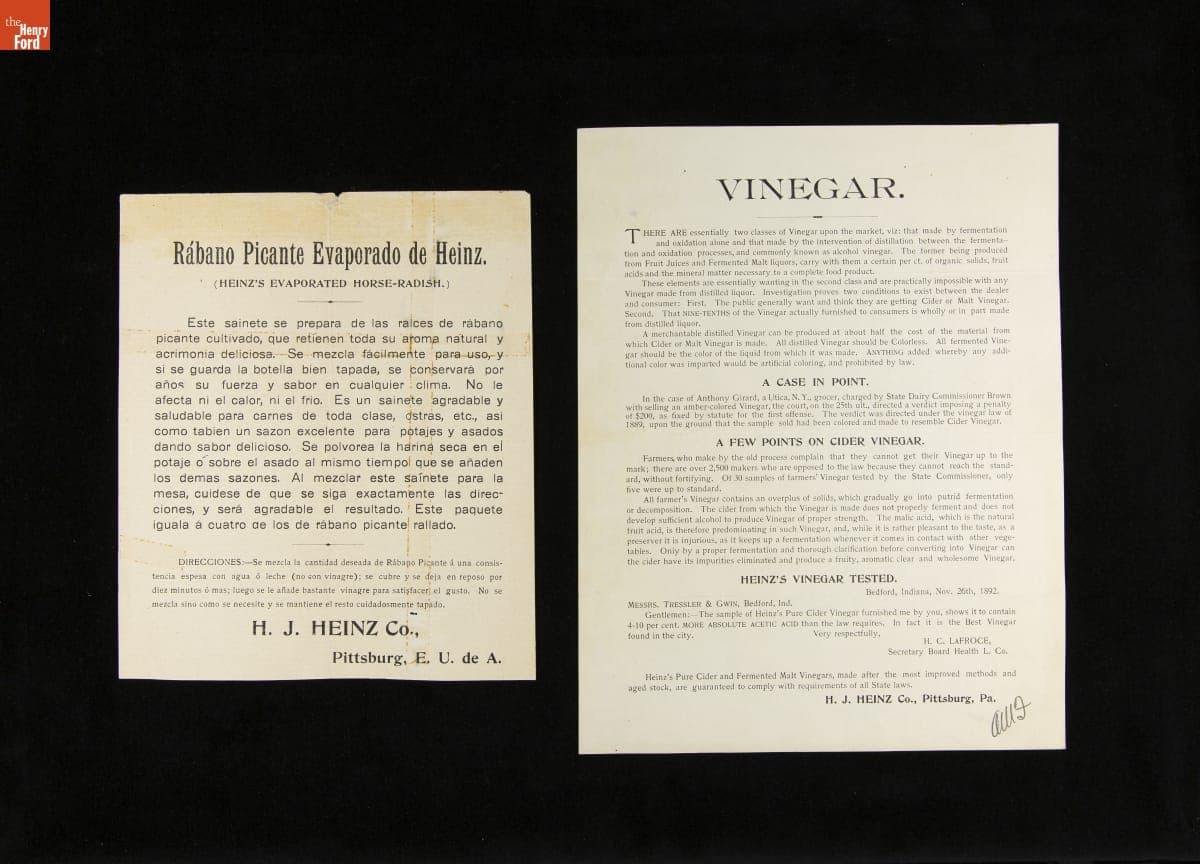 the
Henry
Ford
Rábano Picante Evaporado de Heinz.
(HEINZ'S EVAPORATED HORSE-RADISH.)
Este sainete se prepara de las raíces de rábano
picante cultivado, que retienen toda su aroma natural y
acrimonia deliciosa. Se mezcla fácilmente para uso, y
si se guarda la botella bien tapada, se conservará por
años su fuerza y sabor en cualquier clima. No le
afecta ni el calor, ni el frio. Es un sainete agradable y
saludable para carnes de toda clase, ostras, etc., asi
como tabien un sazon excelente para potajes y asados
dando sabor delicioso. Se polvorea la harina seca en el
potaje ó sobre el asado al mismo tiempo que se añaden
los demas sazones. Al mezclar este saínete para la
mesa, cuidese de que se siga exactamente las direc-
ciones, y será agradable el resultado. Este paquete
iguala á cuatro de los de rábano picante rallado.
DIRECCIONES:—Se mezcla la cantidad deseada de Rábano Picante á una consis-
tencia espesa con agua ó leche (no con vinagre); se cubre y se deja en reposo por
diez minutos ó mas; luego se le añade bastante vinagre para satisfacer el gusto. No se
mezcla sino como se necesite y se mantiene el resto cuidadosmente tapado.
H. J. HEINZ Co.,
Pittsburg, E. U. de A.
VINEGAR.
THERE ARE essentially two classes of Vinegar upon the market, viz: that made by fermentation
and oxidation alone and that made by the intervention of distillation between the fermenta-
tion and oxidation processes, and commonly known as alcohol vinegar. The former being produced
from Fruit Juices and Fermented Malt liquors, carry with them a certain per ct. of organic solids, fruit
acids and the mineral matter necessary to a complete food product.
These elements are essentially wanting in the second class and are practically impossible with any
Vinegar made from distilled liquor. Investigation proves two conditions to exist between the dealer
and consumer: First. The public generally want and think they are getting Cider or Malt Vinegar.
Second. That NINE-TENTHS of the Vinegar actually furnished to consumers is wholly or in part made
from distilled liquor.
A merchantable distilled Vinegar can be produced at about half the cost of the material from
which Cider or Malt Vinegar is made. All distilled Vinegar should be Colorless. All fermented Vine-
gar should be the color of the liquid from which it was made. ANYTHING added whereby any addi-
tional color was imparted would be artificial coloring, and prohibited by law.
A CASE IN POINT.
In the case of Anthony Girard, a Utica, N. Y., grocer, charged by State Dairy Commissioner Brown
with selling an amber-colored Vinegar, the court, on the 25th ult., directed a verdict imposing a penalty
of $200, as fixed by statute for the first offense. The verdict was directed under the vinegar law of
1889, upon the ground that the sample sold had been colored and made to resemble Cider Vinegar.
A FEW POINTS ON CIDER VINEGAR.
Farmers, who make by the old process complain that they cannot get their Vinegar up to the
mark; there are over 2,500 makers who are opposed to the law because they cannot reach the stand-
ard, without fortifying. Of 30 samples of farmers' Vinegar tested by the State Commissioner, only
five were up to standard.
All farmer's Vinegar contains an overplus of solids, which gradually go into putrid fermentation
or decomposition. The cider from which the Vinegar is made does not properly ferment and does not
develop sufficient alcohol to produce Vinegar of proper strength. The malic acid, which is the natural
fruit acid, is therefore predominating in such Vinegar, and, while it is rather pleasant to the taste, as a
preserver it is injurious, as it keeps up a fermentation whenever it comes in contact with other vege-
tables. Only by a proper fermentation and thorough clarification before converting into Vinegar can
the cider have its impurities eliminated and produce a fruity, aromatic clear and wholesome Vinegar.
HEINZ'S VINEGAR TESTED.
Bedford, Indiana, Nov. 26th, 1892.
MESSRS. TRESSLER & GWIN, Bedford, Ind.
Gentlemen:—The sample of Heinz's Pure Cider Vinegar furnished me by you, shows it to contain
4-10 per cent. MORE ABSOLUTE ACETIC ACID than the law requires. In fact it is the Best Vinegar
found in the city. Very respectfully,
H. C. LAFROCE,
Secretary Board Health L. Co.
Heinz's Pure Cider and Fermented Malt Vinegars, made after the most improved methods and
aged stock, are guaranteed to comply with requirements of all State laws.
H. J. HEINZ Co., Pittsburg, Pa.